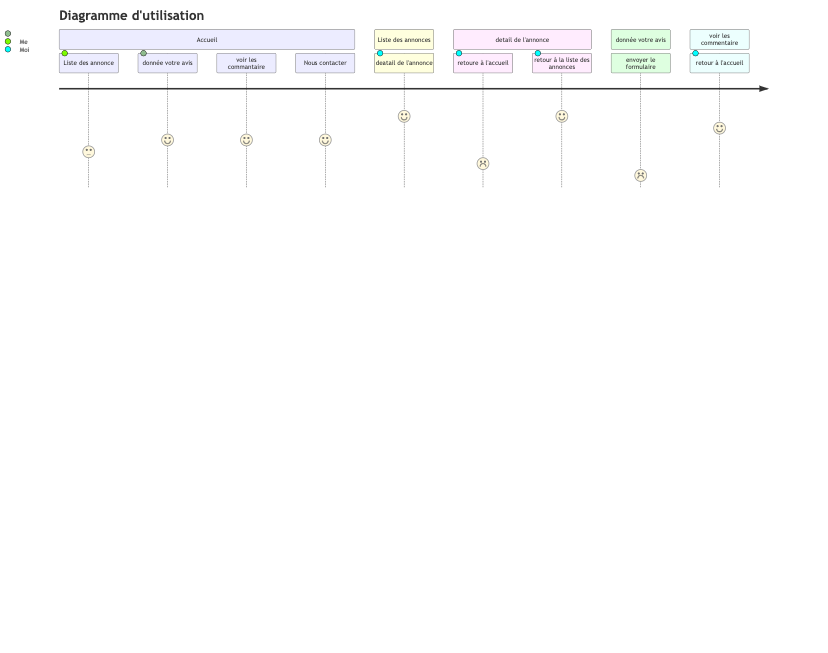 Diagramme d'utilisation
Me
Moi
Accueil
Liste des annonces
detail de l'annonce
donnée votre avis
voir les
commentaire
Liste des annonce
donnée votre avis
voir les
commantaire
Nous contacter
deatail de l'annonce
retoure à l'accueil
retour à la liste des
annonces
envoyer le
formulaire
retour à l'accueil